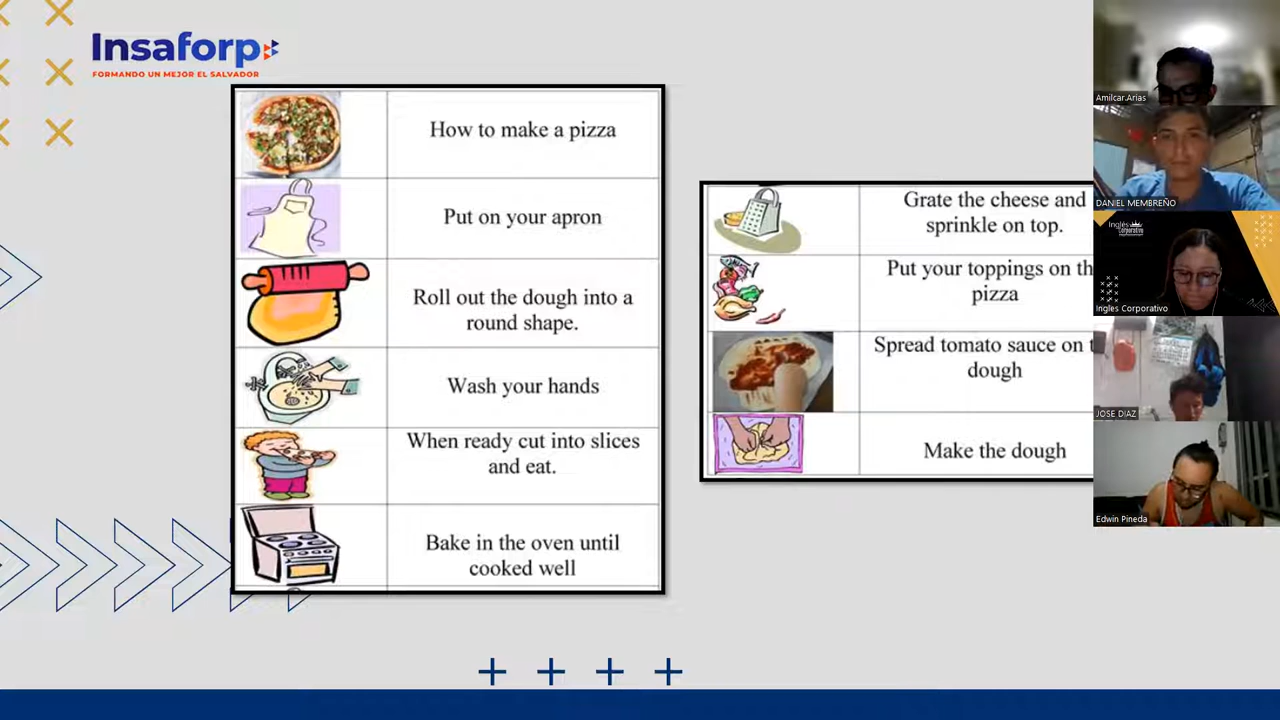 Insaforp
FORMANDO UN MEJOR EL SALVADOR
How to make a pizza
Put on your apron
Roll out the dough into a
round shape.
Wash your hands
When ready cut into slices
and eat.
Bake in the oven until
cooked well
Grate the cheese and
sprinkle on top.
Put your toppings on th
pizza
Spread tomato sauce on
dough
Make the dough
Amilcar.Arias
DANIEL MEMBREÑO
Inglés
Corporativo
Ingles Corporativo
JOSE DIAZ
Edwin Pineda